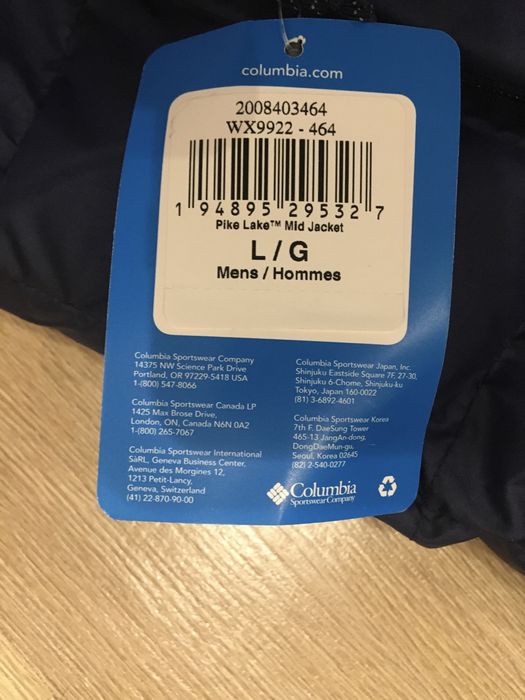 columbia.com
2008403464
WX9922 - 464
1 94895 29532 7
Pike Lake™ Mid Jacket
L / G
Mens / Hommes
Columbia Sportswear Company
14375 NW Science Park Drive
Portland, OR 97229-5418 USA
1-(800) 547-8066
Columbia Sportswear Canada LP
1425 Max Brose Drive,
London, ON, Canada N6N 0A2
1-(800) 265-7067
Columbia Sportswear International
SàRL, Geneva Business Center,
Avenue des Morgines 12,
1213 Petit-Lancy,
Geneva, Switzerland
(41) 22-870-90-00
Columbia Sportswear Japan, Inc.
Shinjuku Eastside Square 7F, 27-30,
Shinjuku 6-Chome, Shinjuku-ku
Tokyo, Japan 160-0022
(81) 3-6892-4601
Columbia Sportswear Korea
7th F. DaeSung Tower
465-13 JangAn-dong,
DongDaeMun-gu,
Seoul, Korea 02645
(82) 2-540-0277
Columbia
Sportswear Company